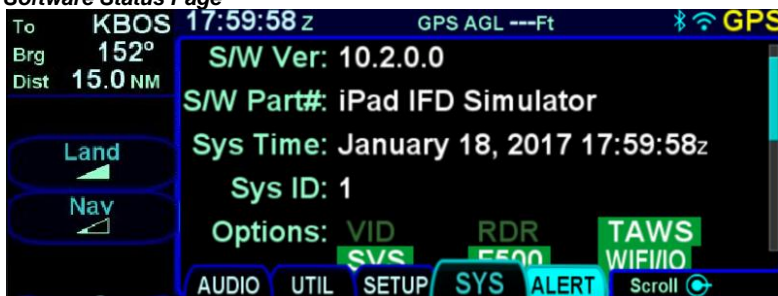 Software Status Page
To KBOS 17:59:58 Z GPS AGL ---Ft GPS
Brg 152°
Dist 15.0 NM
S/W Ver: 10.2.0.0
S/W Part#: iPad IFD Simulator
Land
Sys Time: January 18, 2017 17:59:58z
Sys ID: 1
Nav
Options: VID RDR TAWS
SVS F500 WIFI/IO
AUDIO UTIL SETUP SYS ALERT Scroll